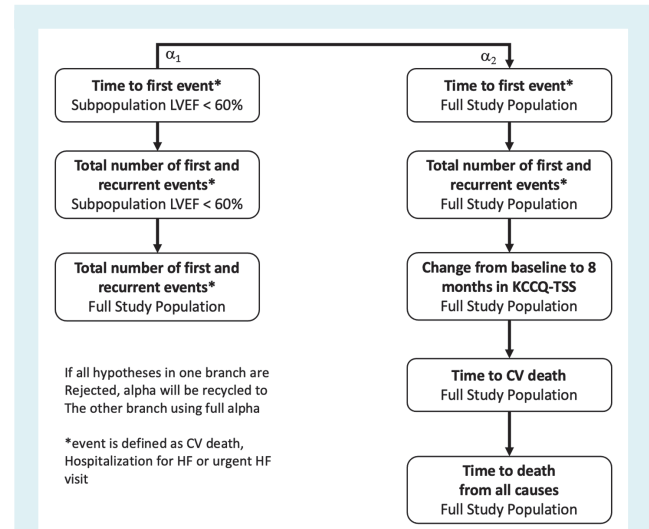 α1
α2
Time to first event*
Subpopulation LVEF < 60%
Total number of first and
recurrent events*
Subpopulation LVEF < 60%
Total number of first and
recurrent events*
Full Study Population
If all hypotheses in one branch are
Rejected, alpha will be recycled to
The other branch using full alpha
*event is defined as CV death,
Hospitalization for HF or urgent HF
visit
Time to first event*
Full Study Population
Total number of first and
recurrent events*
Full Study Population
Change from baseline to 8
months in KCCQ-TSS
Full Study Population
Time to CV death
Full Study Population
Time to death
from all causes
Full Study Population